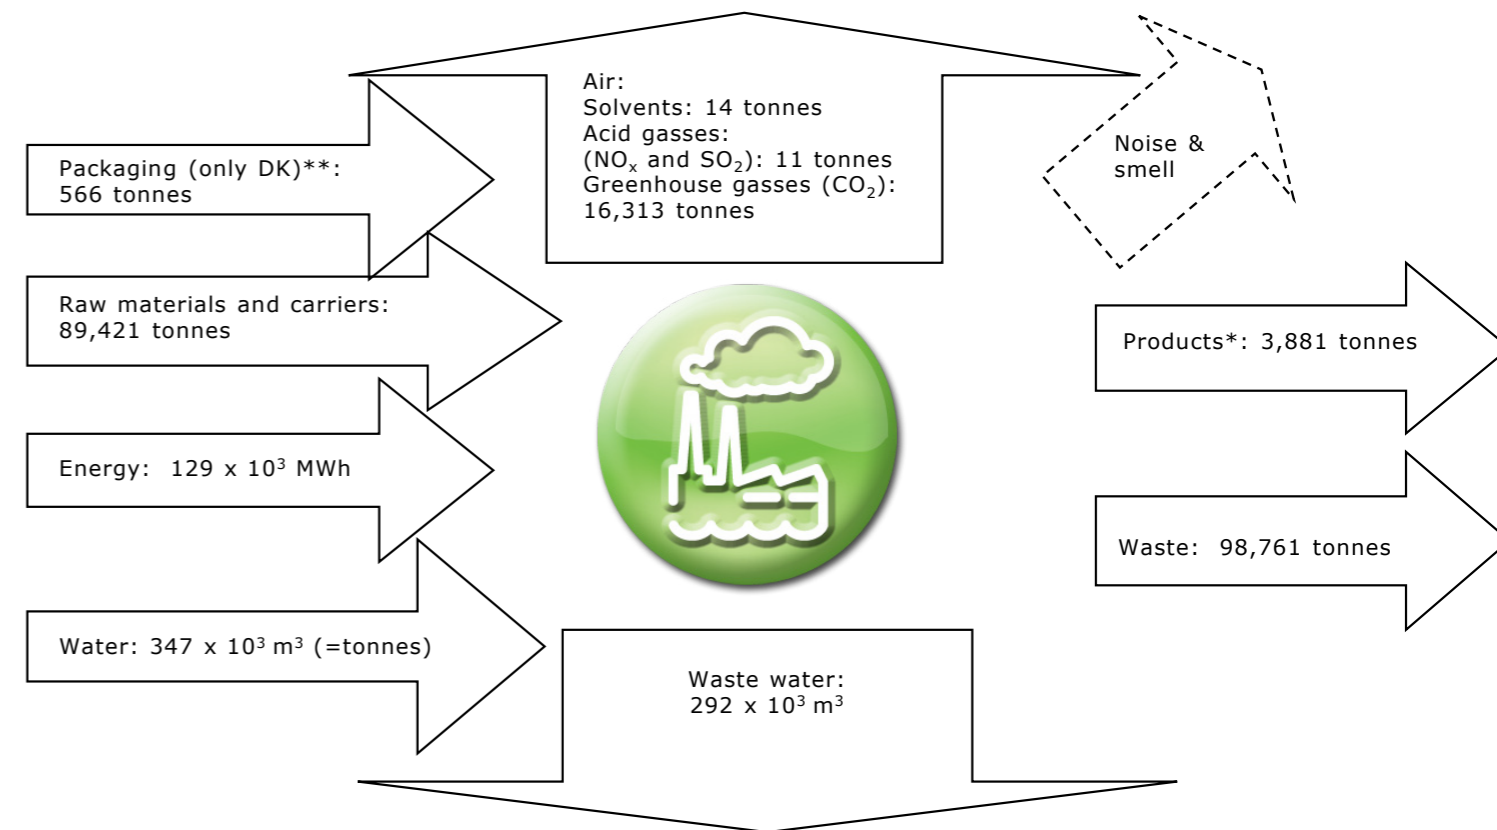 Air:
Solvents: 14 tonnes
Acid gasses:
(NOₓ and SO₂): 11 tonnes
Greenhouse gasses (CO₂):
16,313 tonnes
Noise &
smell
Packaging (only DK)**:
566 tonnes
Raw materials and carriers:
89,421 tonnes
Products*: 3,881 tonnes
Energy: 129 x 10³ MWh
Waste: 98,761 tonnes
Water: 347 x 10³ m³ (=tonnes)
Waste water:
292 x 10³ m³